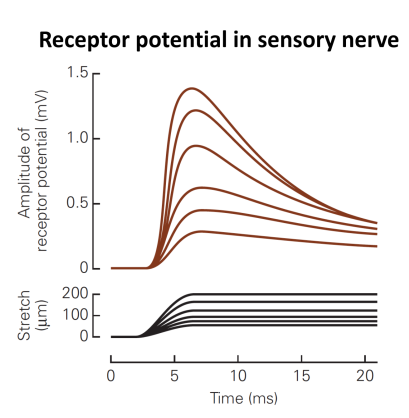 Receptor potential in sensory nerve
Amplitude of
receptor potential (mV)
1.5
1.0
0.5
0
Stretch
(μm)
200
100
0
0 5 10 15 20
Time (ms)